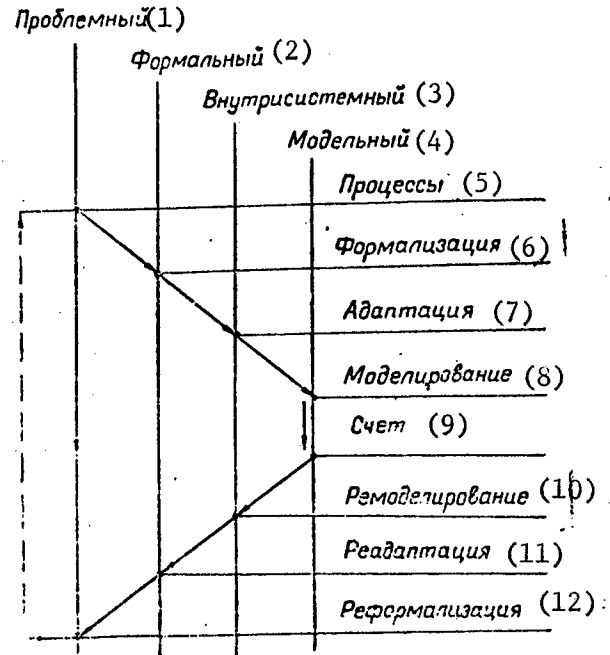 Проблемный(1)
Формальный (2)
Внутрисистемный (3)
Модельный (4)
Процессы (5)
Формализация (6)
Адаптация (7)
Моделирование (8)
Счет (9)
Ремоделирование (10)
Реадаптация (11)
Реформализация (12)